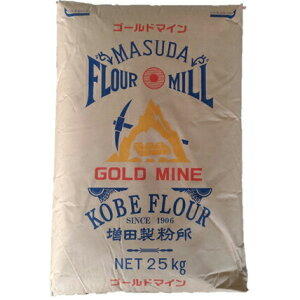 ゴールドマイン
MASUDA
FLOUR MILL
GOLD MINE
KOBE FLOUR
SINCE 1906
増田製粉所
NET 25kg
ゴールドマイン